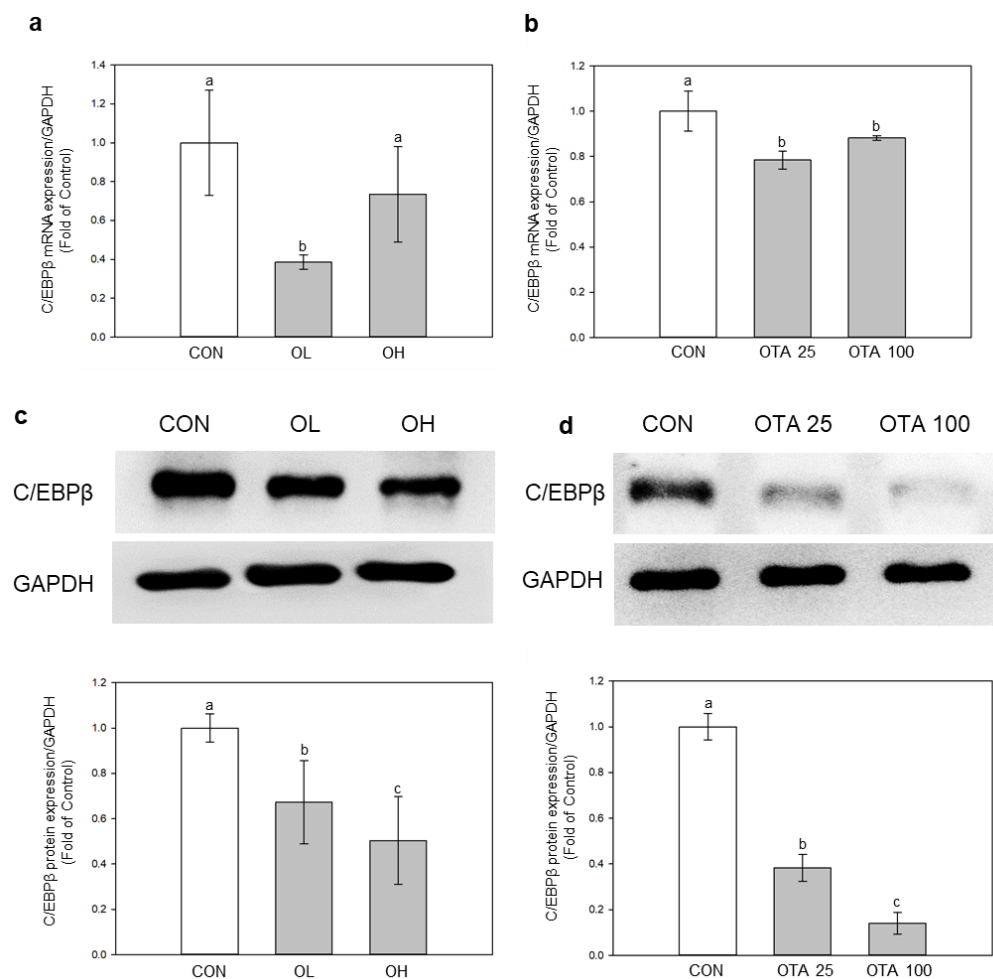 a
C/EBPβ mRNA expression/GAPDH
(Fold of Control)
1.4
1.2
1.0
0.8
0.6
0.4
0.2
0.0
a
b
a
CON OL OH
b
C/EBPβ mRNA expression/GAPDH
(Fold of Control)
1.2
1.0
0.8
0.6
0.4
0.2
0.0
a
b
b
CON OTA 25 OTA 100
c
CON OL OH
C/EBPβ
GAPDH
C/EBPβ protein expression/GAPDH
(Fold of Control)
1.2
1.0
0.8
0.6
0.4
0.2
0.0
a
b
c
CON OL OH
d
CON OTA 25 OTA 100
C/EBPβ
GAPDH
C/EBPβ protein expression/GAPDH
(Fold of Control)
1.2
1.0
0.8
0.6
0.4
0.2
0.0
a
b
c
CON OTA 25 OTA 100